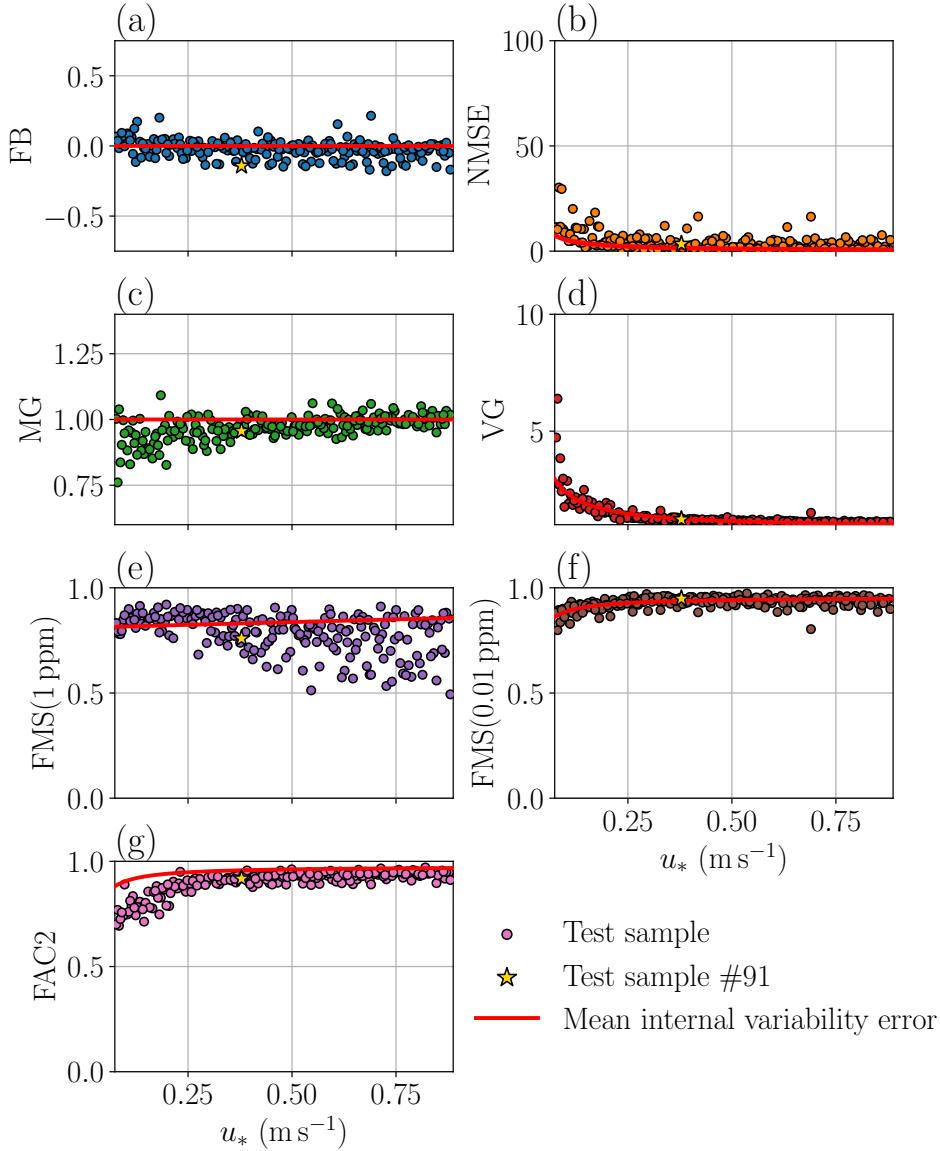 (a)
0.5
0.0
−0.5
FB
(b)
100
50
0
NMSE
(c)
1.25
1.00
0.75
MG
(d)
10
5
VG
(e)
1.0
0.5
0.0
FMS(1 ppm)
(f)
1.0
0.5
0.0
FMS(0.01 ppm)
0.25 0.50 0.75
u* (m s⁻¹)
(g)
1.0
0.5
0.0
FAC2
0.25 0.50 0.75
u* (m s⁻¹)
Test sample
Test sample #91
Mean internal variability error